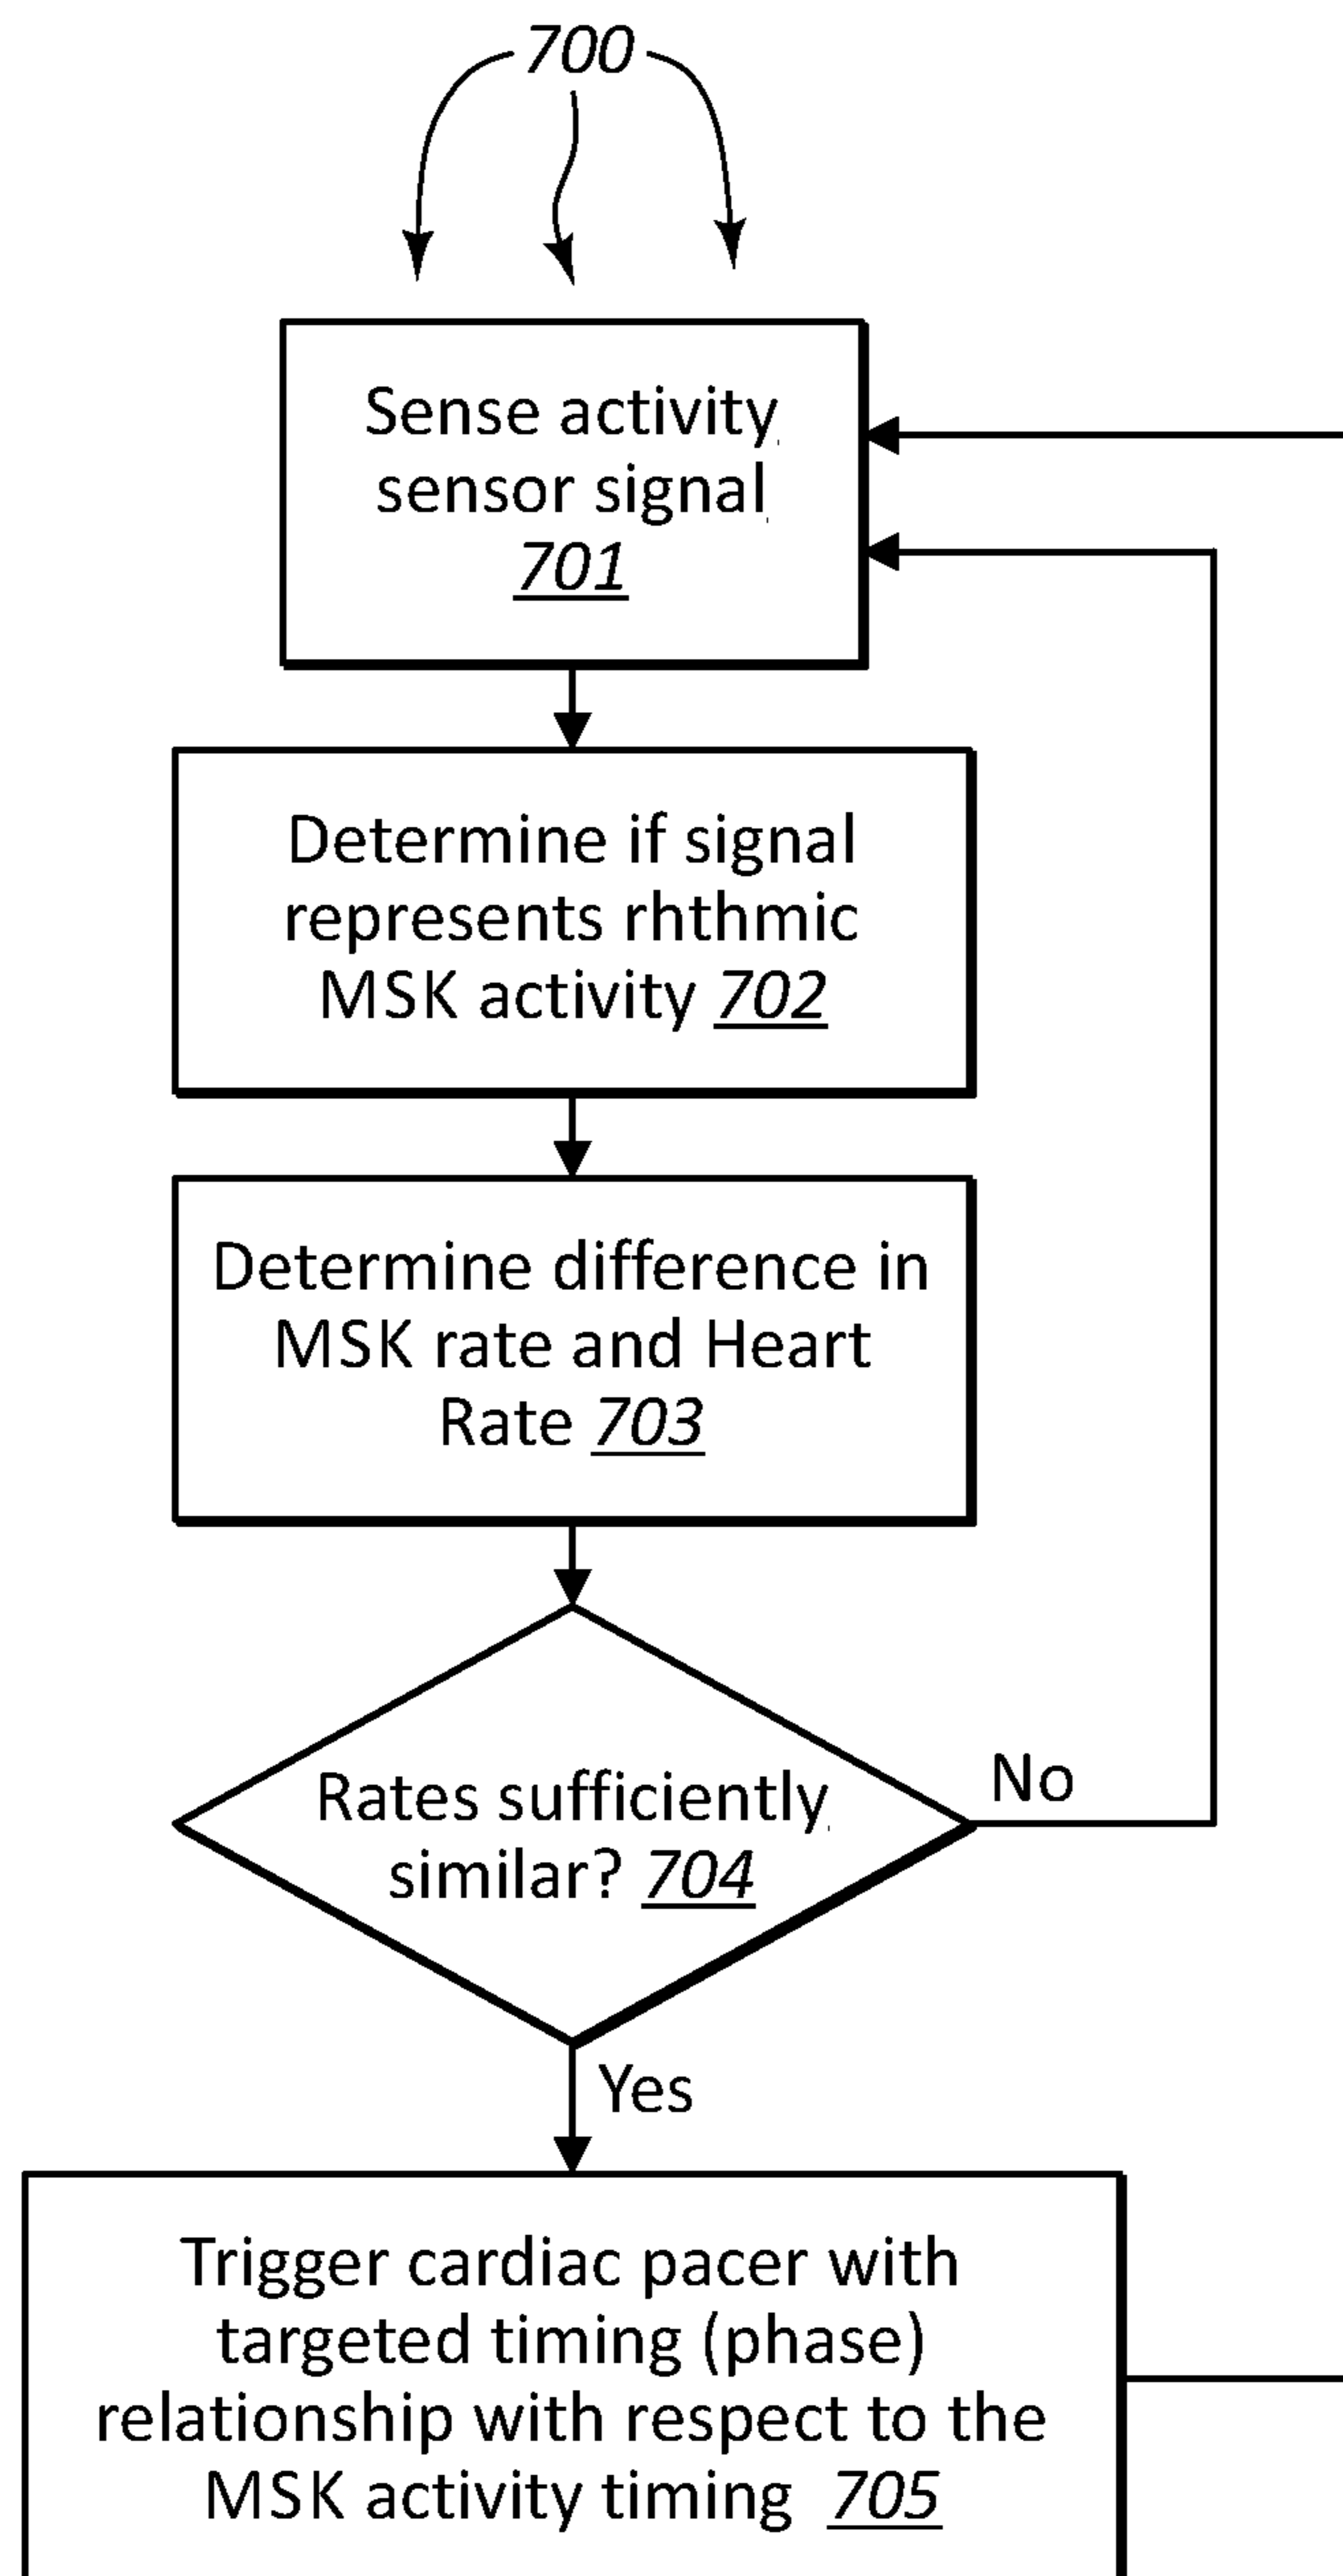 700
Sense activity
sensor signal
701
Determine if signal
represents rhthmic
MSK activity 702
Determine difference in
MSK rate and Heart
Rate 703
Rates sufficiently
similar? 704
No
Yes
Trigger cardiac pacer with
targeted timing (phase)
relationship with respect to the
MSK activity timing 705